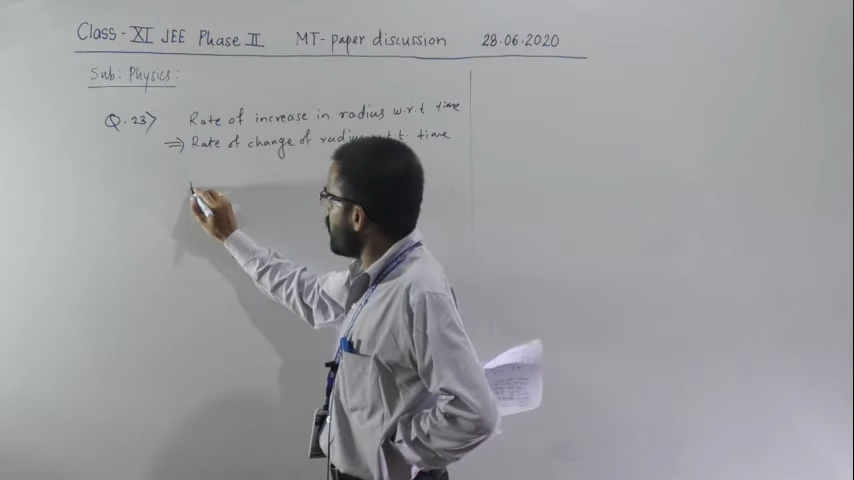 Class - XI JEE Phase II MT- paper discussion 28.06.2020
Sub: Physics:
Q.23> Rate of increase in radius w.r.t time
⇒ Rate of change of radius time